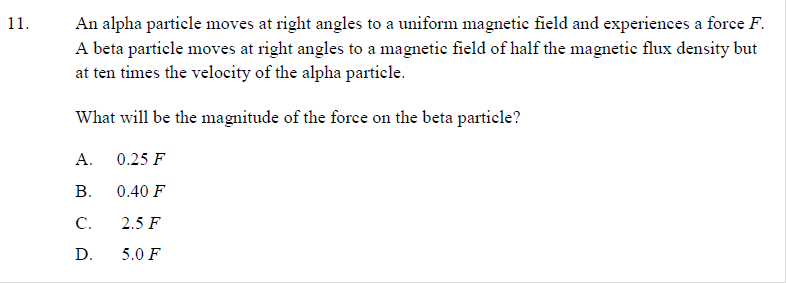 11. An alpha particle moves at right angles to a uniform magnetic field and experiences a force F.
A beta particle moves at right angles to a magnetic field of half the magnetic flux density but
at ten times the velocity of the alpha particle.
What will be the magnitude of the force on the beta particle?
A. 0.25 F
B. 0.40 F
C. 2.5 F
D. 5.0 F